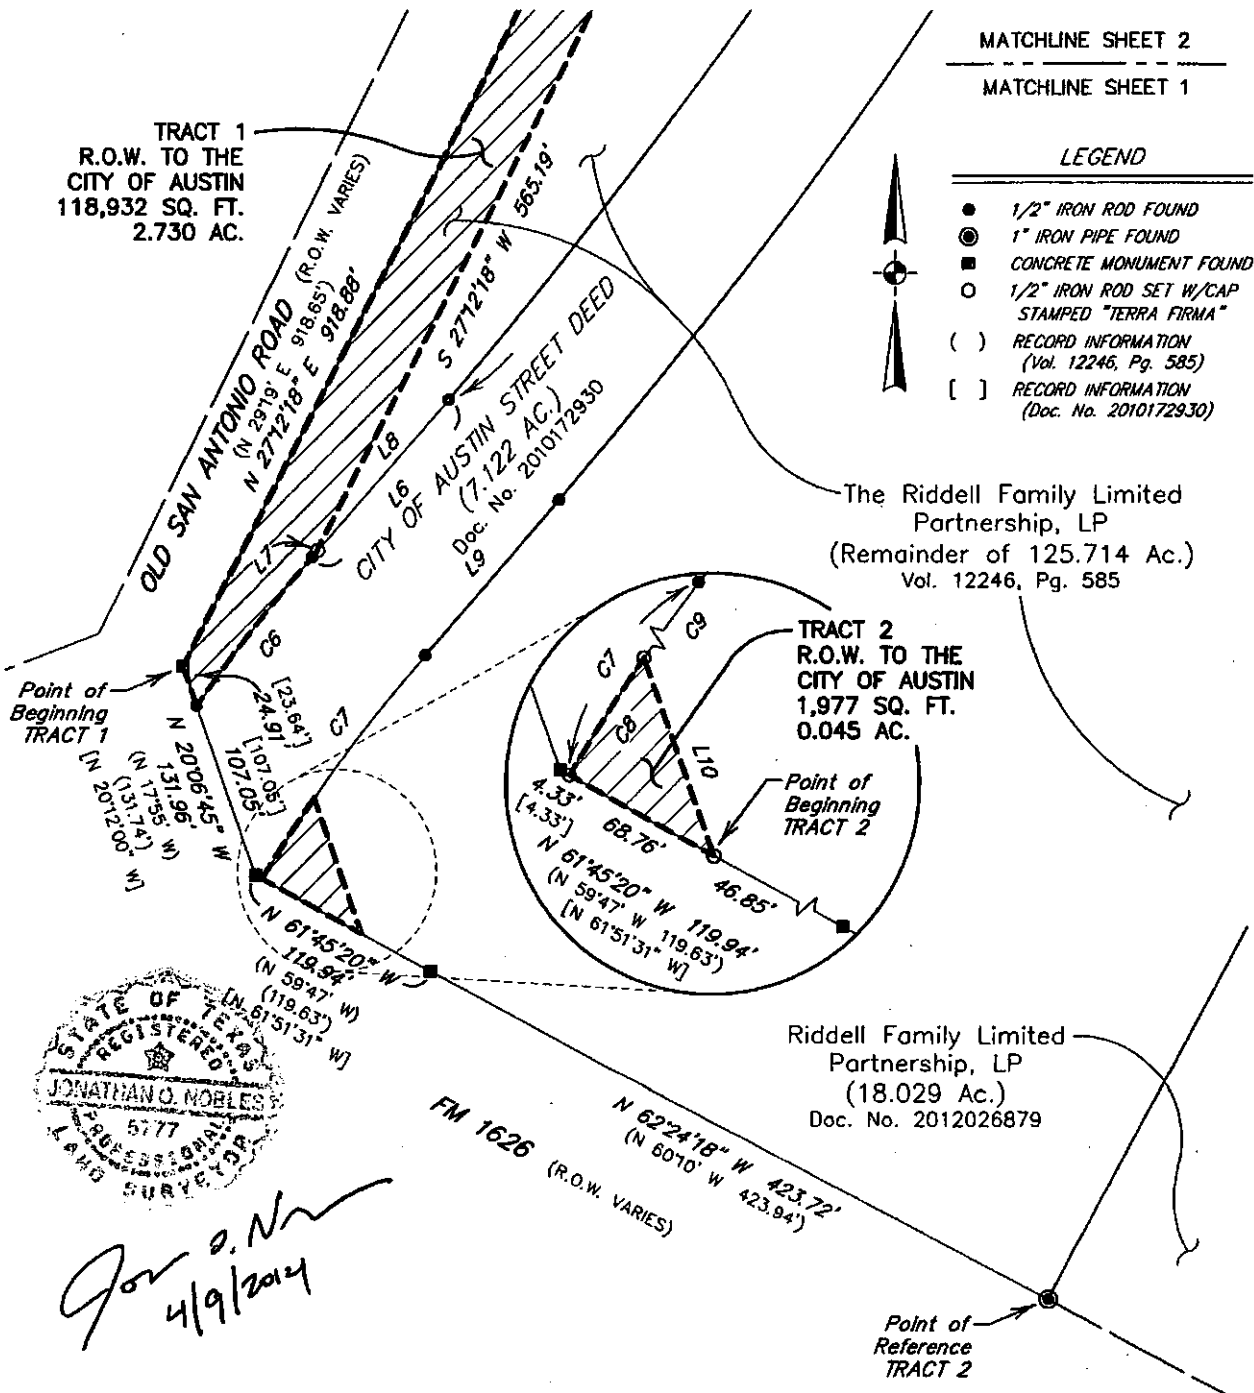 MATCHLINE SHEET 2
MATCHLINE SHEET 1
LEGEND
1/2" IRON ROD FOUND
1" IRON PIPE FOUND
CONCRETE MONUMENT FOUND
1/2" IRON ROD SET W/CAP
STAMPED "TERRA FIRMA"
( ) RECORD INFORMATION
(Vol. 12246, Pg. 585)
[ ] RECORD INFORMATION
(Doc. No. 2010172930)
TRACT 1
R.O.W. TO THE
CITY OF AUSTIN
118,932 SQ. FT.
2.730 AC.
OLD SAN ANTONIO ROAD
(R.O.W. VARIES)
(N 29°19' E 918.65')
N 27°12'18" E 918.88'
S 27°12'18" W 565.19'
L8
L6
L7
L9
C6
C7
CITY OF AUSTIN STREET DEED
(7.122 AC.)
Doc. No. 2010172930
The Riddell Family Limited
Partnership, LP
(Remainder of 125.714 Ac.)
Vol. 12246, Pg. 585
Point of
Beginning
TRACT 1
[23.64']
24.91'
[107.05']
107.05'
N 20°06'45" W
131.96'
(N 17°55' W)
(131.74')
[N 20°12'00" W]
TRACT 2
R.O.W. TO THE
CITY OF AUSTIN
1,977 SQ. FT.
0.045 AC.
C9
C7
C8
L10
Point of
Beginning
TRACT 2
4.33'
[4.33']
68.76'
46.85'
N 61°45'20" W 119.94'
(N 59°47' W 119.63')
[N 61°51'31" W]
N 61°45'20" W
119.94'
(N 59°47' W)
(119.63')
[N 61°51'31" W]
STATE OF TEXAS
REGISTERED
JONATHAN O. NOBLES
5777
PROFESSIONAL
LAND SURVEYOR
4/9/2014
FM 1626 (R.O.W. VARIES)
N 62°24'18" W 423.72'
(N 60°10' W 423.94')
Riddell Family Limited
Partnership, LP
(18.029 Ac.)
Doc. No. 2012026879
Point of
Reference
TRACT 2